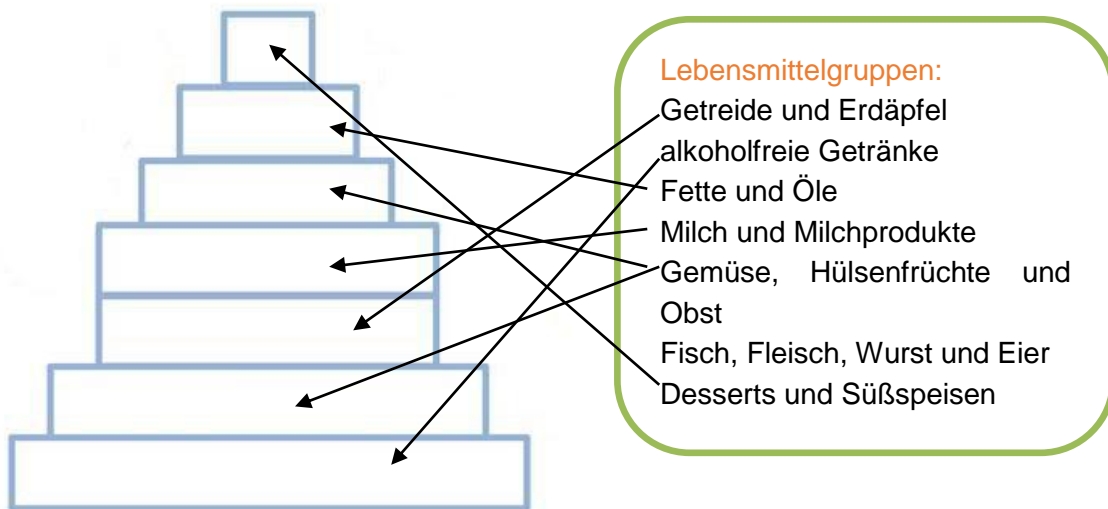 Lebensmittelgruppen:
Getreide und Erdäpfel
alkoholfreie Getränke
Fette und Öle
Milch und Milchprodukte
Gemüse, Hülsenfrüchte und
Obst
Fisch, Fleisch, Wurst und Eier
Desserts und Süßspeisen